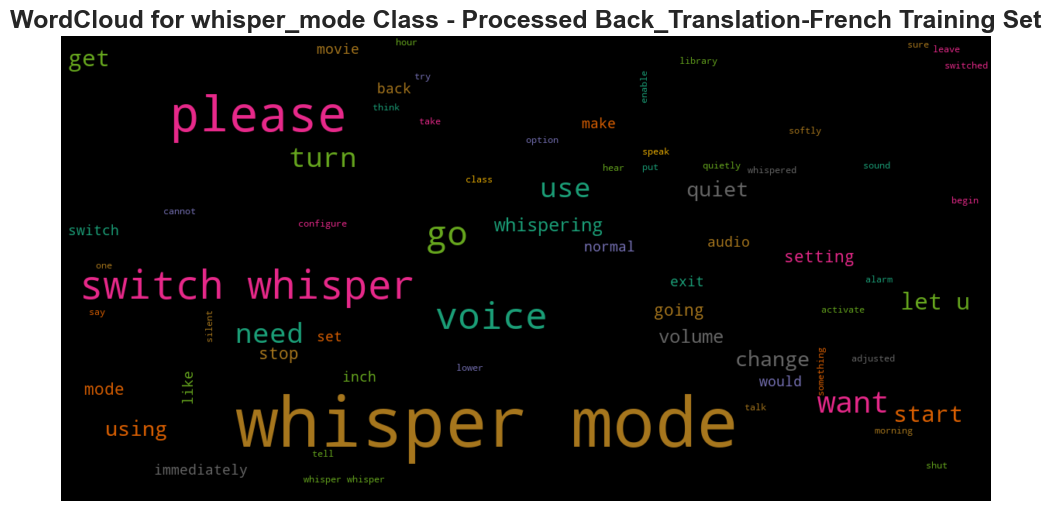 WordCloud for whisper_mode Class - Processed Back_Translation-French Training Set
hour
sure
leave
get
movie
library
switched
try
back
enable
think
please
take
make
softly
option
turn
speak
class
hear
put
quietly
whispered
sound
use
quiet
cannot
begin
configure
whispering
switch
go
normal
audio
setting
one
switch whisper
exit
alarm
let u
say
voice
going
activate
silent
need
set
volume
stop
change
adjusted
lower
something
like
inch
would
mode
want
talk
start
using
whisper mode
morning
tell
immediately
whisper whisper
shut